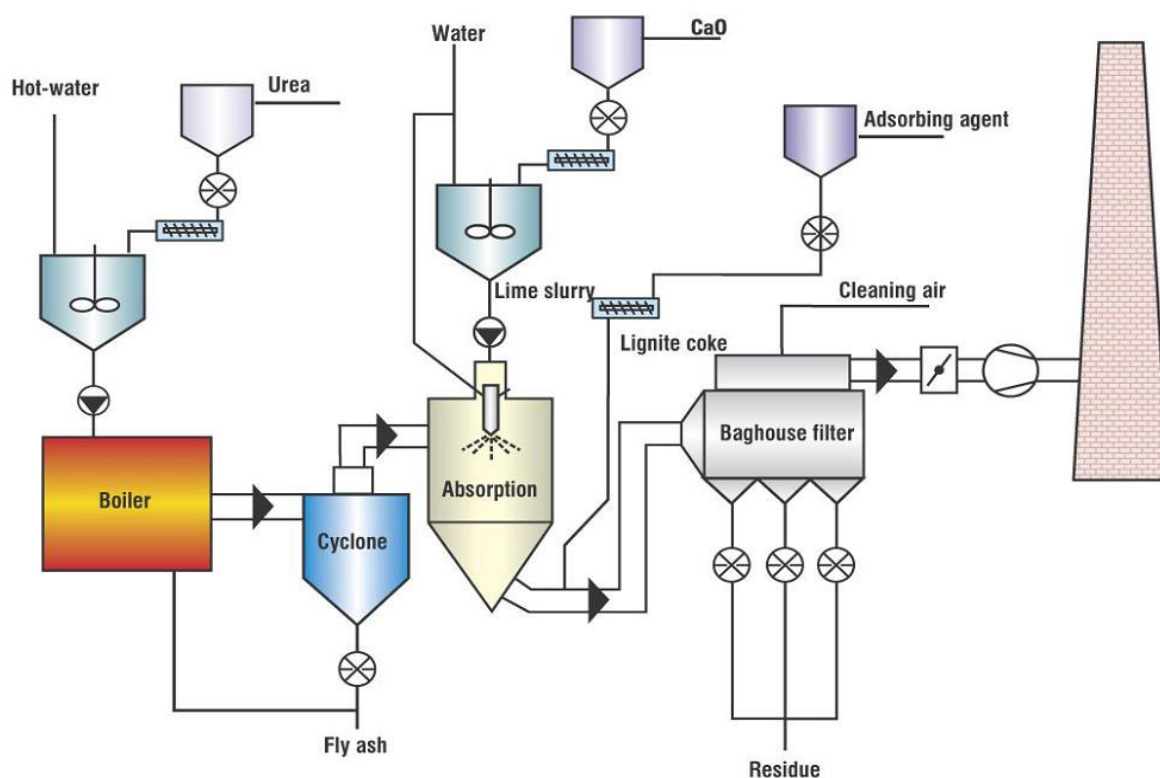 Water
CaO
Hot-water
Urea
Adsorbing agent
Lime slurry
Cleaning air
Lignite coke
Baghouse filter
Boiler
Absorption
Cyclone
Fly ash
Residue